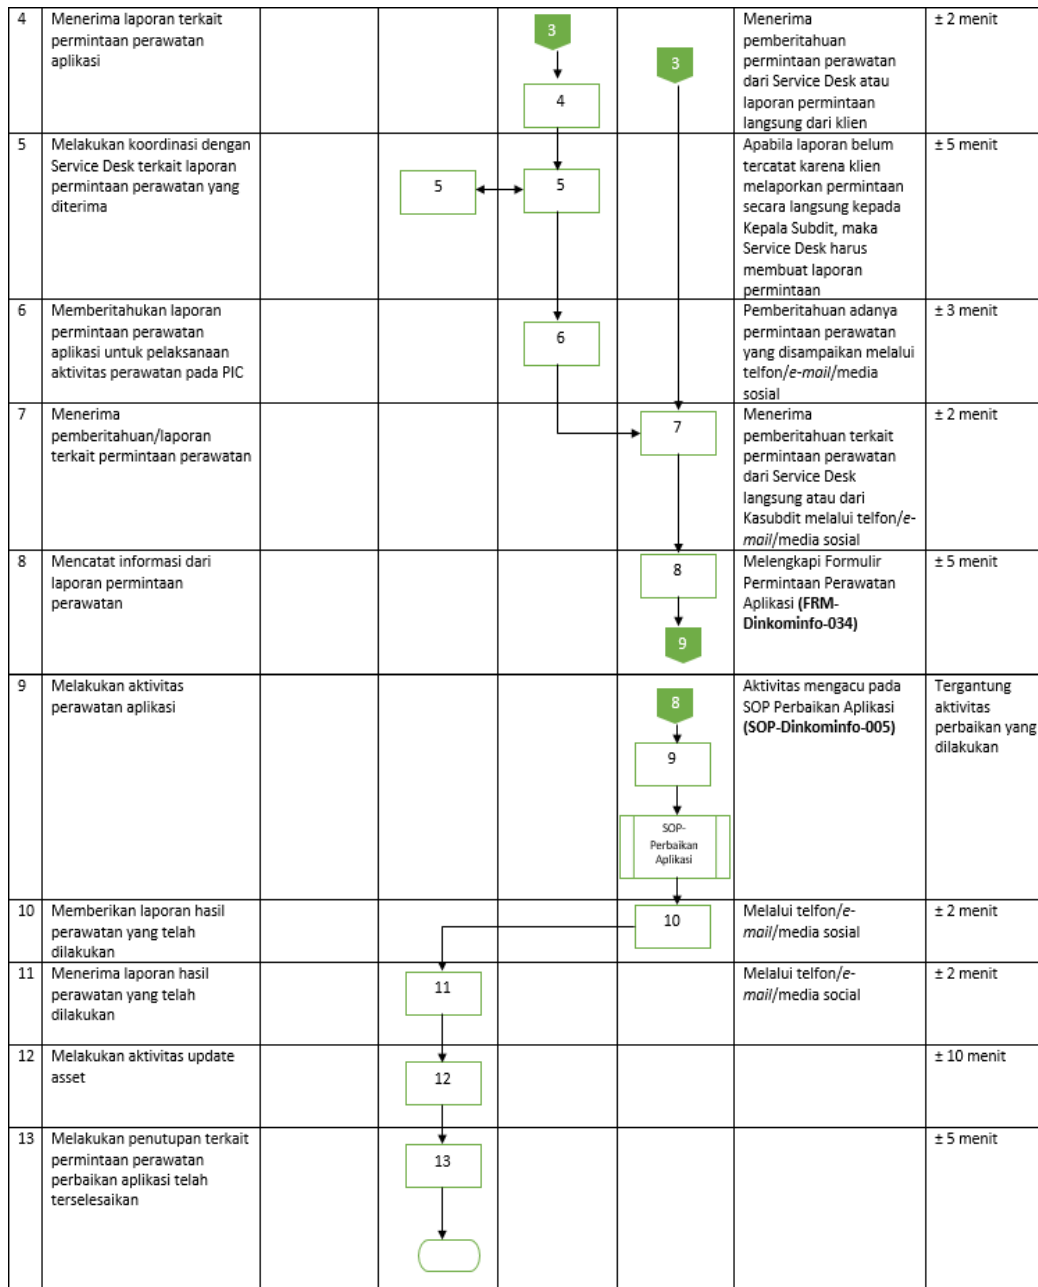 4
Menerima laporan terkait
permintaan perawatan
aplikasi
3
4
3
Menerima
pemberitahuan
permintaan perawatan
dari Service Desk atau
laporan permintaan
langsung dari klien
± 2 menit
5
Melakukan koordinasi dengan
Service Desk terkait laporan
permintaan perawatan yang
diterima
5
5
Apabila laporan belum
tercatat karena klien
melaporkan permintaan
secara langsung kepada
Kepala Subdit, maka
Service Desk harus
membuat laporan
permintaan
± 5 menit
6
Memberitahukan laporan
permintaan perawatan
aplikasi untuk pelaksanaan
aktivitas perawatan pada PIC
6
Pemberitahuan adanya
permintaan perawatan
yang disampaikan melalui
telfon/e-mail/media
sosial
± 3 menit
7
Menerima
pemberitahuan/laporan
terkait permintaan perawatan
7
Menerima
pemberitahuan terkait
permintaan perawatan
dari Service Desk
langsung atau dari
Kasubdit melalui telfon/e-
mail/media sosial
± 2 menit
8
Mencatat informasi dari
laporan permintaan
perawatan
8
9
Melengkapi Formulir
Permintaan Perawatan
Aplikasi (FRM-
Dinkominfo-034)
± 5 menit
9
Melakukan aktivitas
perawatan aplikasi
8
9
SOP-
Perbaikan
Aplikasi
Aktivitas mengacu pada
SOP Perbaikan Aplikasi
(SOP-Dinkominfo-005)
Tergantung
aktivitas
perbaikan yang
dilakukan
10
Memberikan laporan hasil
perawatan yang telah
dilakukan
10
Melalui telfon/e-
mail/media sosial
± 2 menit
11
Menerima laporan hasil
perawatan yang telah
dilakukan
11
Melalui telfon/e-
mail/media social
± 2 menit
12
Melakukan aktivitas update
asset
12
± 10 menit
13
Melakukan penutupan terkait
permintaan perawatan
perbaikan aplikasi telah
terselesaikan
13
± 5 menit